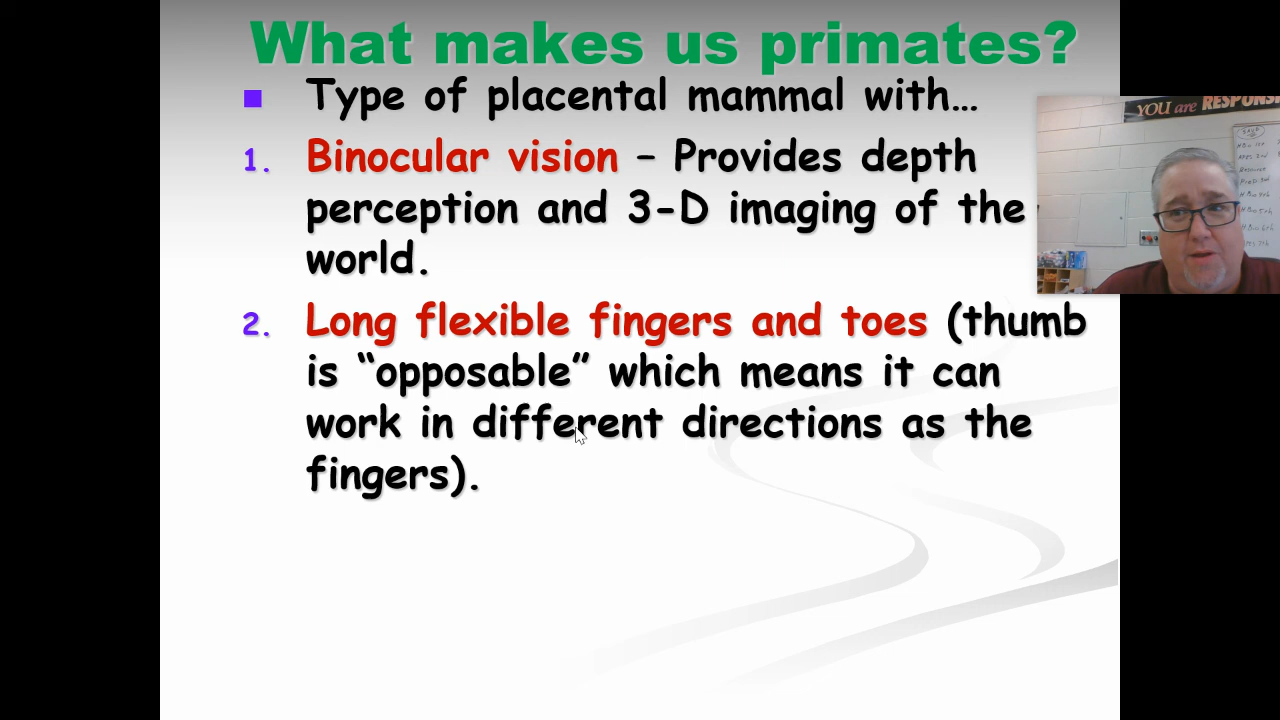 What makes us primates?
Type of placental mammal with…
1. Binocular vision – Provides depth
perception and 3-D imaging of the
world.
2. Long flexible fingers and toes (thumb
is “opposable” which means it can
work in different directions as the
fingers).
YOU are RESPONSI